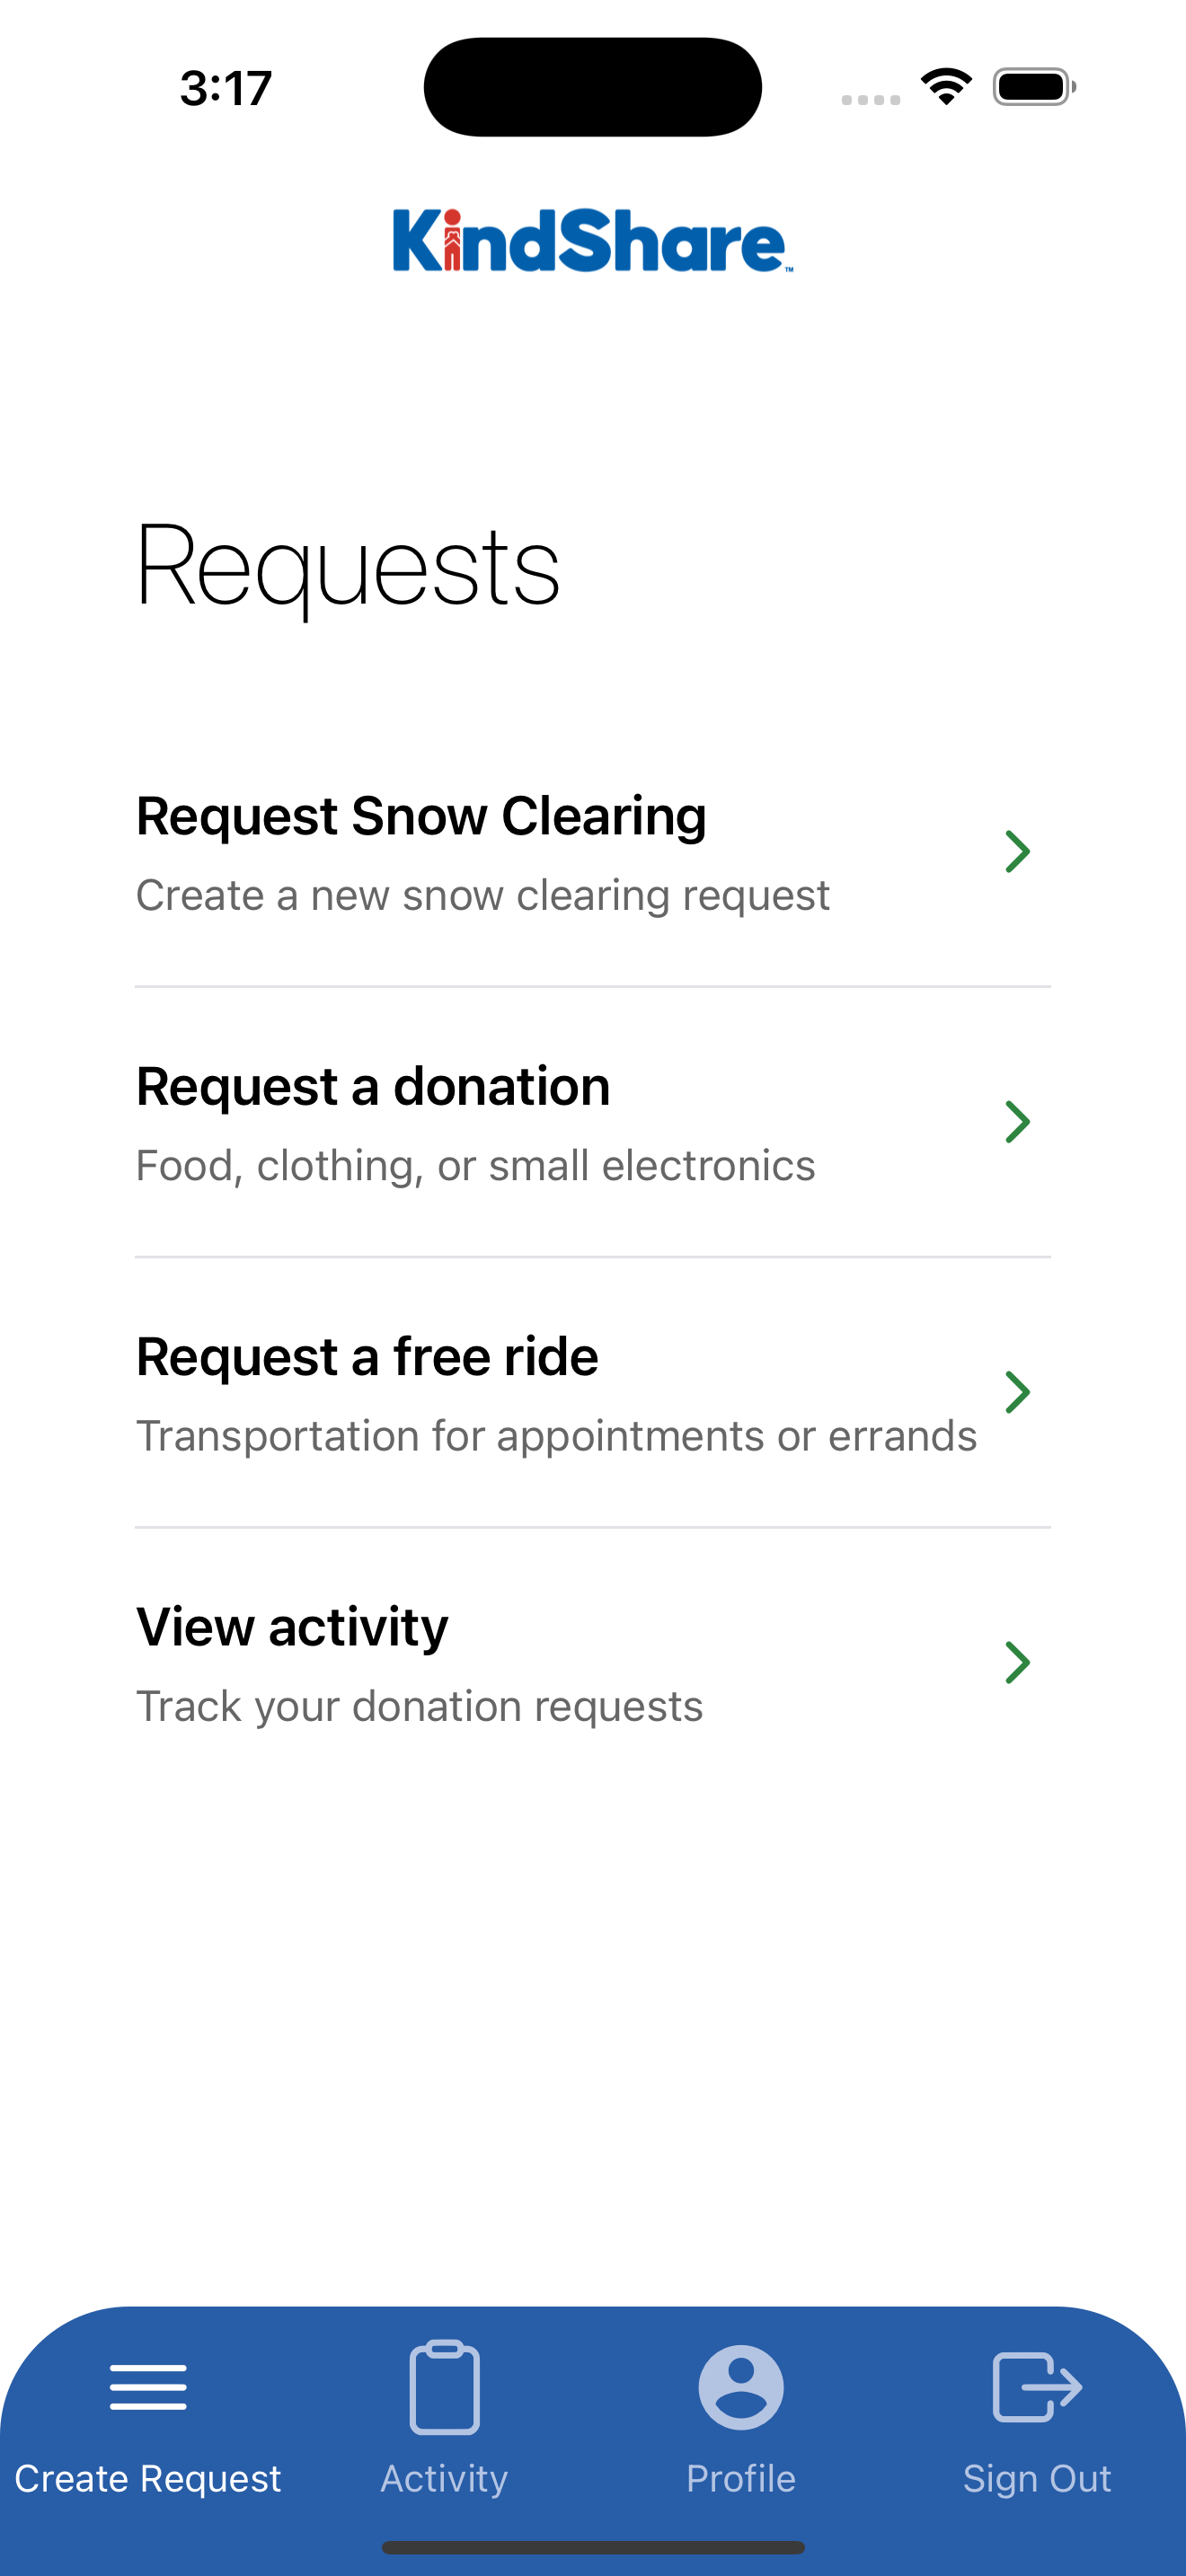 3:17
KindShare™
Requests
Request Snow Clearing
Create a new snow clearing request
Request a donation
Food, clothing, or small electronics
Request a free ride
Transportation for appointments or errands
View activity
Track your donation requests
Create Request
Activity
Profile
Sign Out